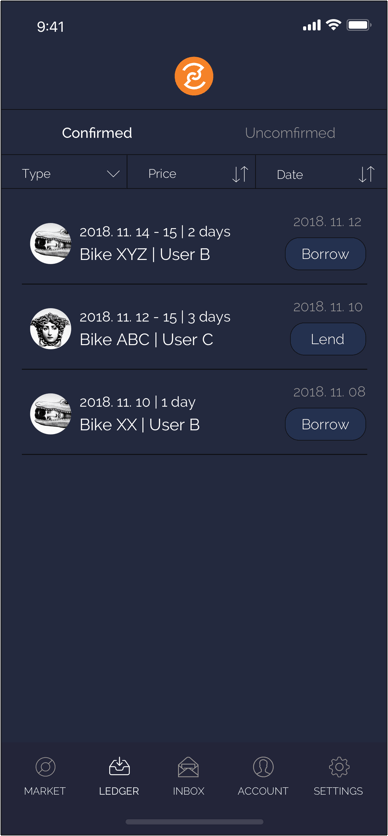 9:41
Confirmed
Uncomfirmed
Type
Price
Date
2018. 11. 14 - 15 | 2 days
2018. 11. 12
Bike XYZ | User B
Borrow
2018. 11. 12 - 15 | 3 days
2018. 11. 10
Bike ABC | User C
Lend
2018. 11. 10 | 1 day
2018. 11. 08
Bike XX | User B
Borrow
MARKET
LEDGER
INBOX
ACCOUNT
SETTINGS